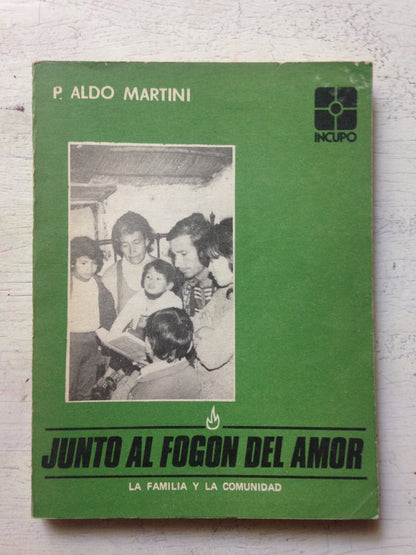 P. ALDO MARTINI
INCUPO
JUNTO AL FOGON DEL AMOR
LA FAMILIA Y LA COMUNIDAD